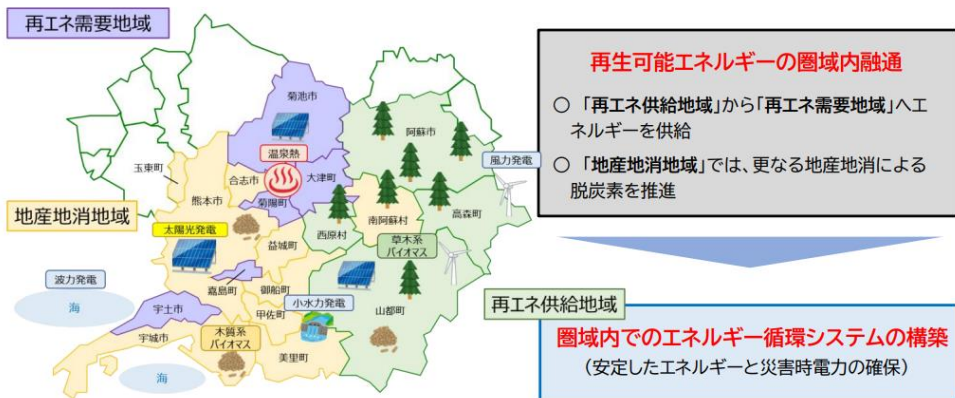 再エネ需要地域
菊池市
阿蘇市
温泉熱
風力発電
玉東町
合志市
大津町
菊陽町
熊本市
地産地消地域
南阿蘇村
高森町
西原村
太陽光発電
益城町
草木系
バイオマス
波力発電
嘉島町
御船町
海
小水力発電
山都町
再エネ供給地域
宇土市
甲佐町
宇城市
木質系
バイオマス
美里町
海
再生可能エネルギーの圏域内融通
○ 「再エネ供給地域」から「再エネ需要地域」へエ
ネルギーを供給
○ 「地産地消地域」では、更なる地産地消による
脱炭素を推進
圏域内でのエネルギー循環システムの構築
(安定したエネルギーと災害時電力の確保)